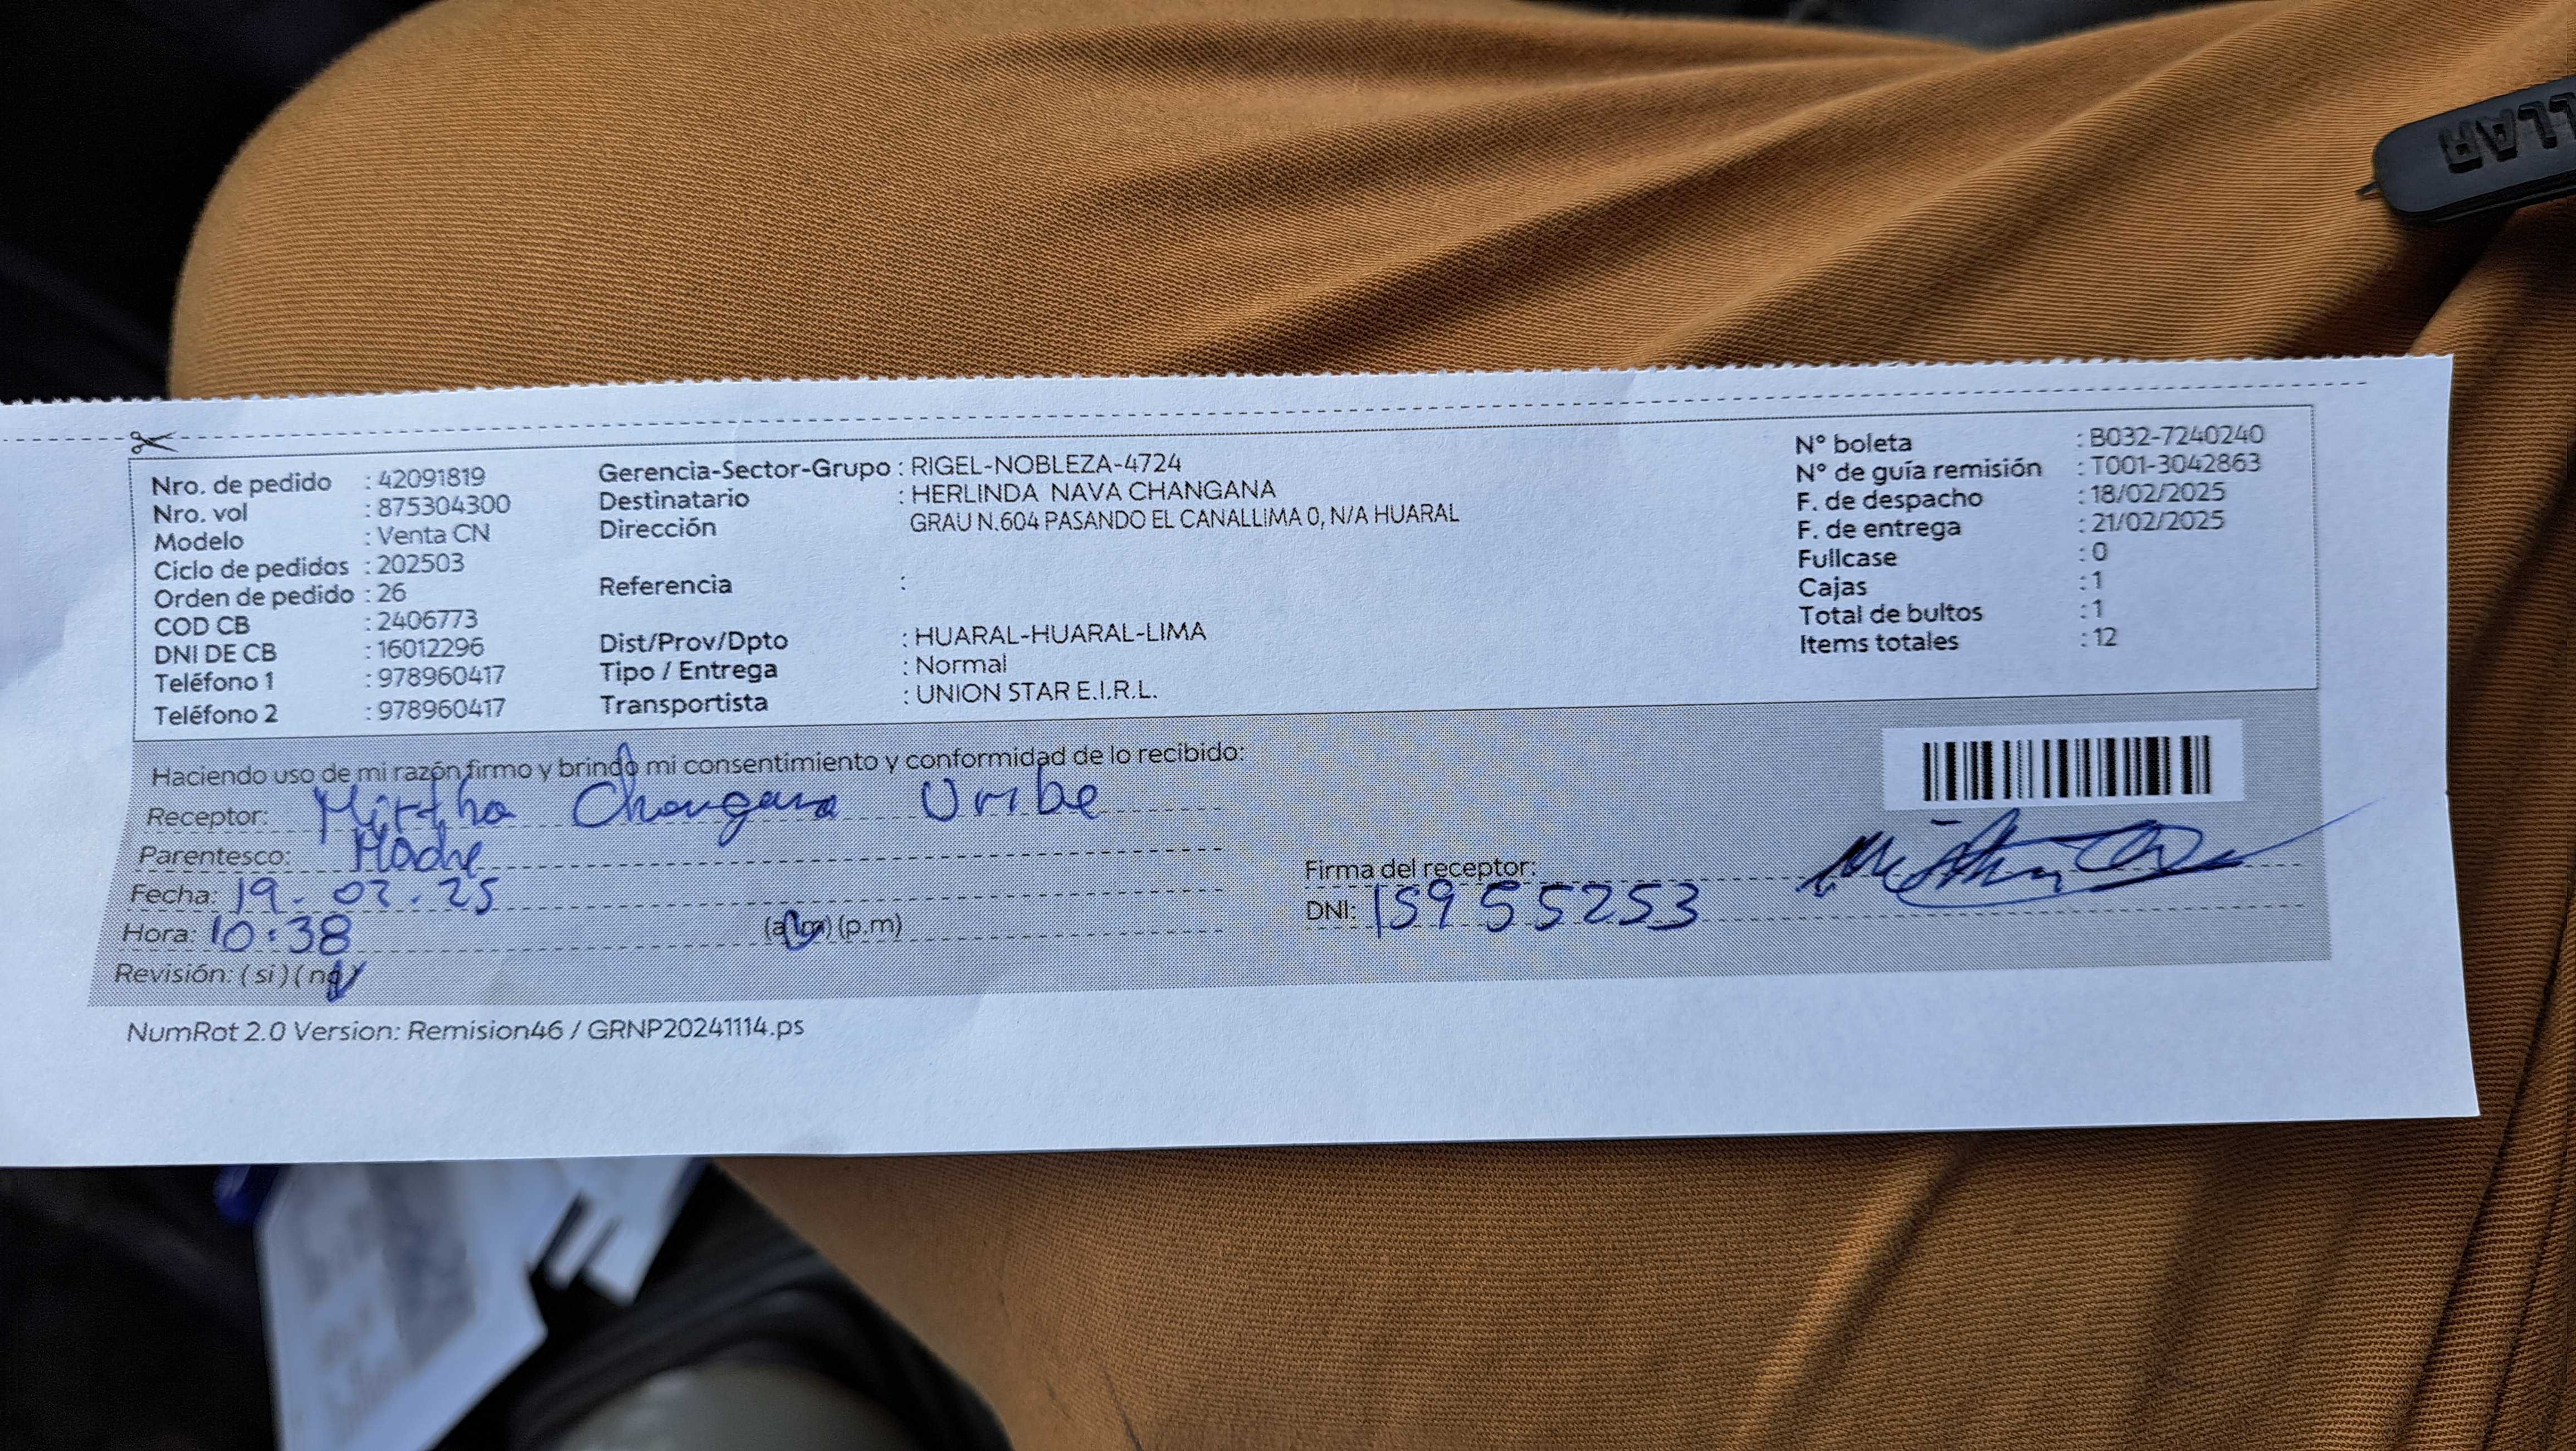 LLAR
Nro. de pedido : 42091819
Nro. vol : 875304300
Modelo : Venta CN
Ciclo de pedidos : 202503
Orden de pedido : 26
COD CB : 2406773
DNI DE CB : 16012296
Teléfono 1 : 978960417
Teléfono 2 : 978960417
Gerencia-Sector-Grupo : RIGEL-NOBLEZA-4724
Destinatario : HERLINDA NAVA CHANGANA
Dirección GRAU N.604 PASANDO EL CANALLIMA 0, N/A HUARAL
Referencia :
Dist/Prov/Dpto : HUARAL-HUARAL-LIMA
Tipo / Entrega : Normal
Transportista : UNION STAR E.I.R.L.
N° boleta : B032-7240240
N° de guía remisión : T001-3042863
F. de despacho : 18/02/2025
F. de entrega : 21/02/2025
Fullcase : 0
Cajas : 1
Total de bultos : 1
Items totales : 12
Haciendo uso de mi razón firmo y brindo mi consentimiento y conformidad de lo recibido:
Receptor: Mirtha Changana Uribe
Parentesco: Madre
Fecha: 19.02.25
Hora: 10:38 (a.m) (p.m)
Revisión: (si) (no)
Firma del receptor:
DNI: 15955253
NumRot 2.0 Version: Remision46 / GRNP20241114.ps